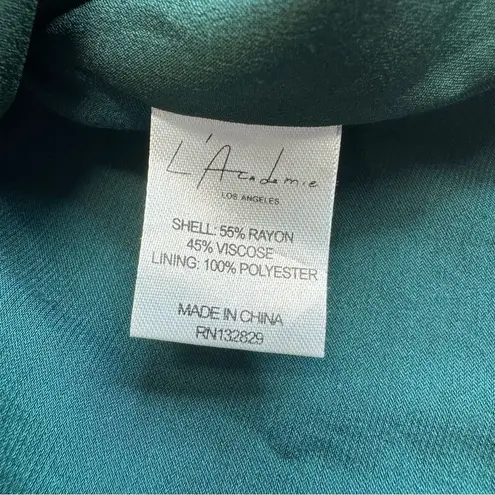 L'Academie
LOS ANGELES
SHELL: 55% RAYON
45% VISCOSE
LINING: 100% POLYESTER
MADE IN CHINA
RN132829